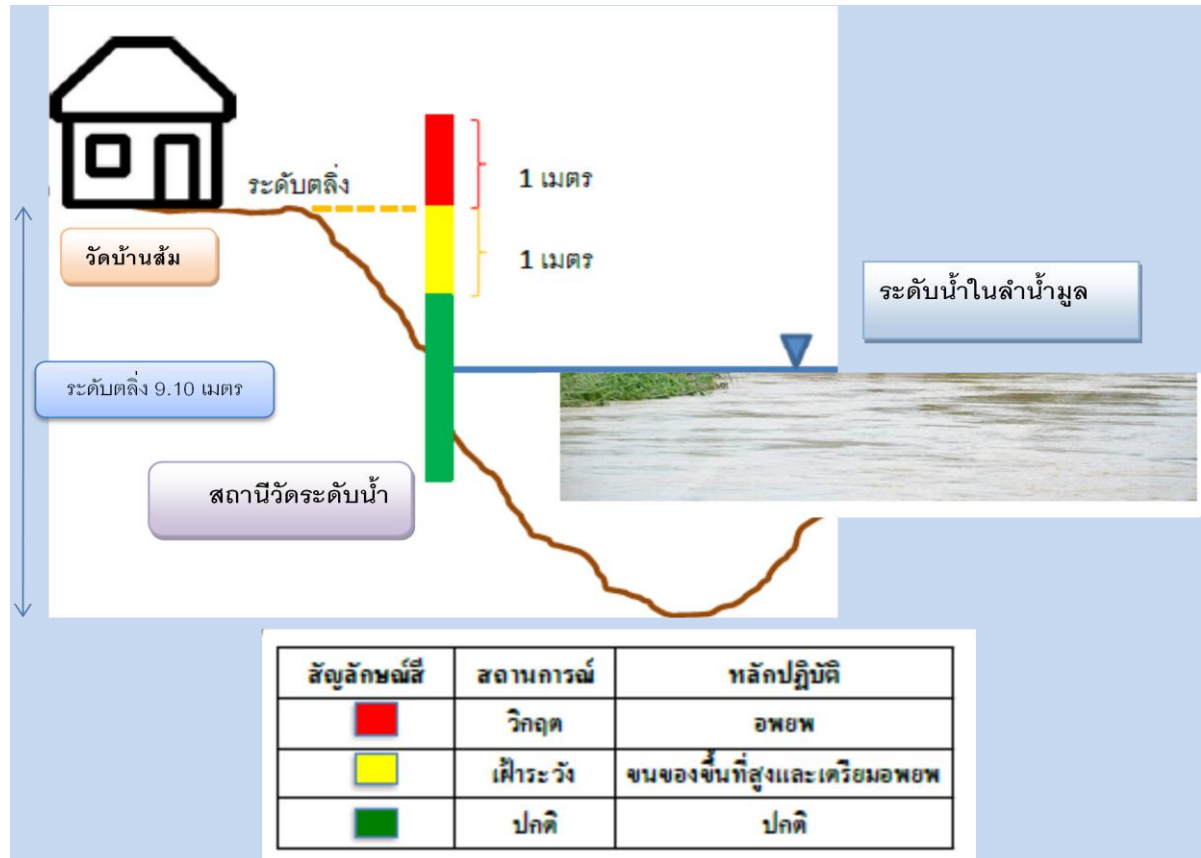 ระดับตลิ่ง
1 เมตร
วัดบ้านส้ม
1 เมตร
ระดับน้ำในลำน้ำมูล
ระดับตลิ่ง 9.10 เมตร
สถานีวัดระดับน้ำ
สัญลักษณ์สี สถานการณ์ หลักปฏิบัติ
วิกฤต อพยพ
เฝ้าระวัง ขนของขึ้นที่สูงและเตรียมอพยพ
ปกติ ปกติ